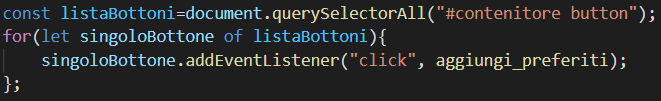 const listaBottoni=document.querySelectorAll("#contenitore button");
for(let singoloBottone of listaBottoni){
    singoloBottone.addEventListener("click", aggiungi_preferiti);
};